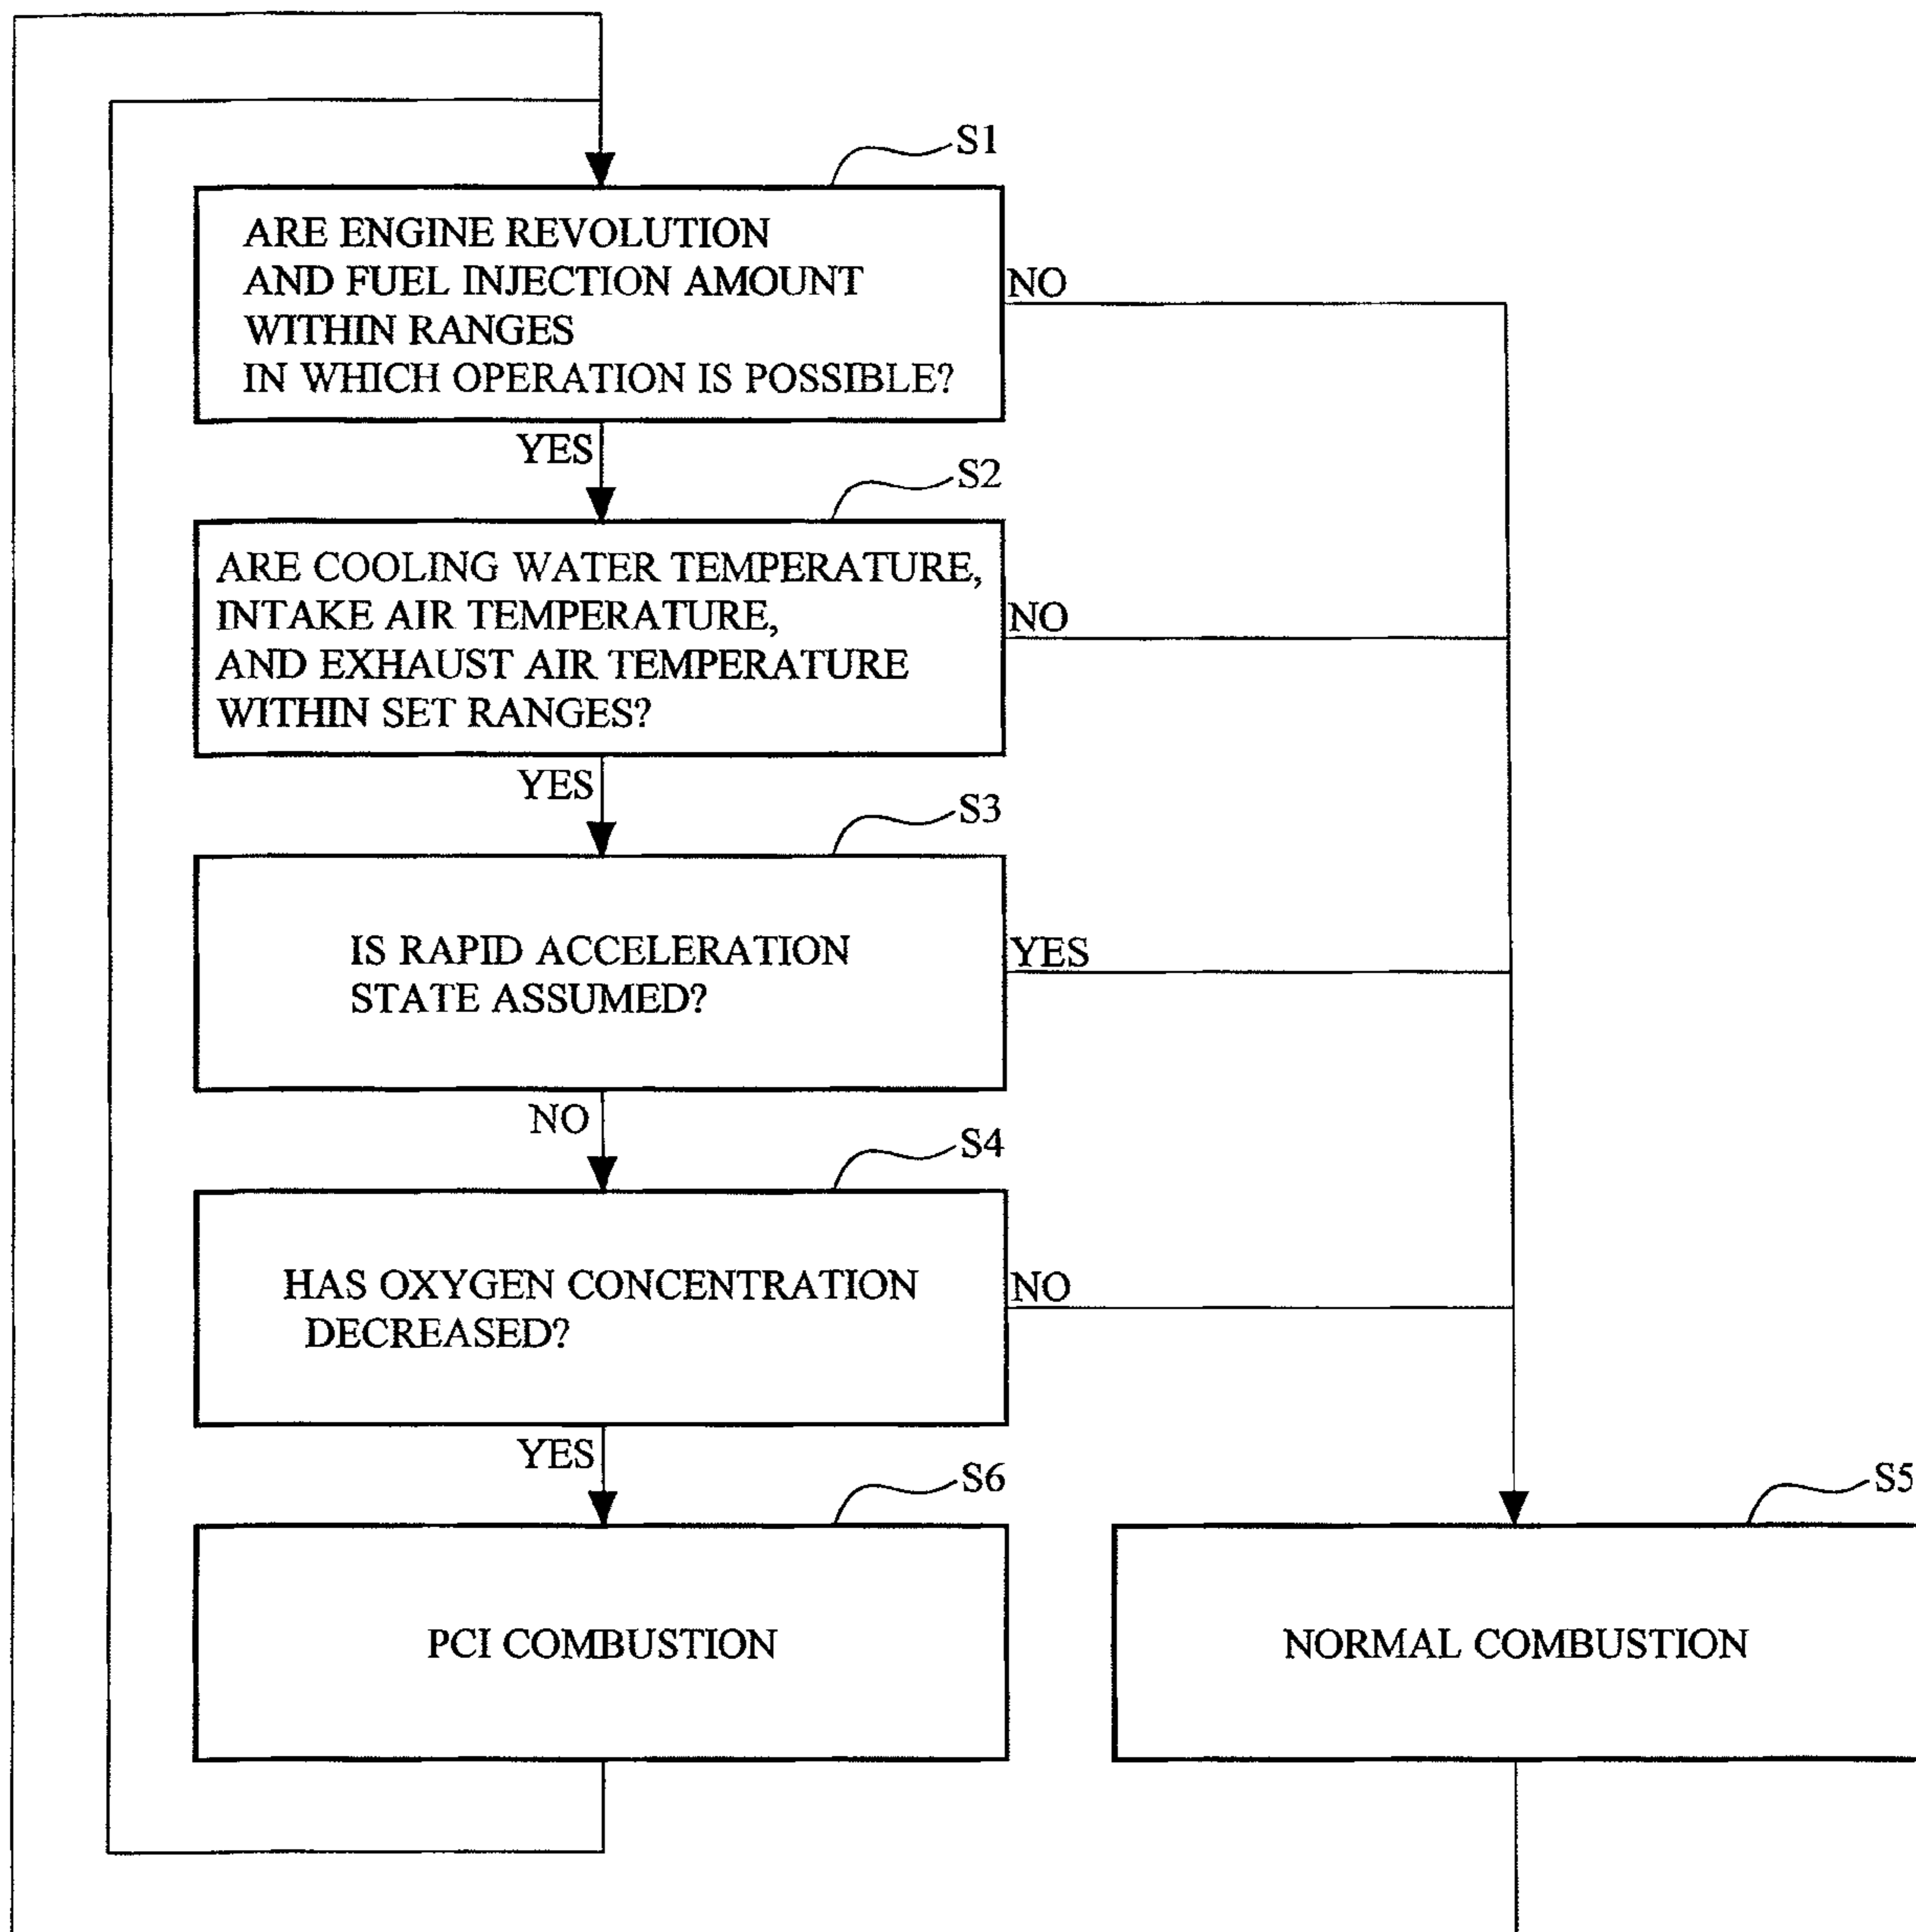 S1
ARE ENGINE REVOLUTION
AND FUEL INJECTION AMOUNT
WITHIN RANGES
IN WHICH OPERATION IS POSSIBLE?
NO
YES
S2
ARE COOLING WATER TEMPERATURE,
INTAKE AIR TEMPERATURE,
AND EXHAUST AIR TEMPERATURE
WITHIN SET RANGES?
NO
YES
S3
IS RAPID ACCELERATION
STATE ASSUMED?
YES
NO
S4
HAS OXYGEN CONCENTRATION
DECREASED?
NO
YES
S6
PCI COMBUSTION
S5
NORMAL COMBUSTION